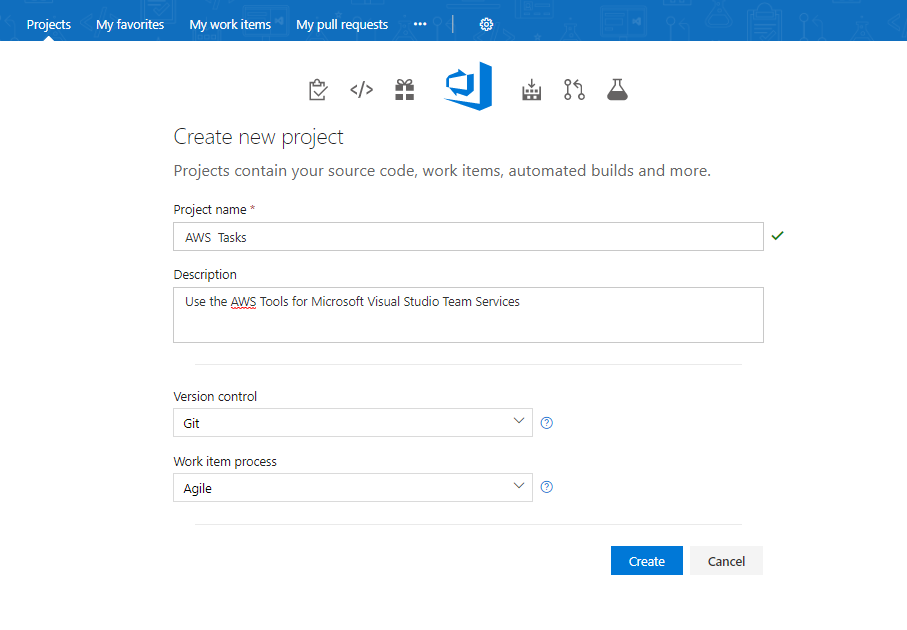 Projects My favorites My work items My pull requests ...
</>
Create new project
Projects contain your source code, work items, automated builds and more.
Project name *
AWS  Tasks
Description
Use the AWS Tools for Microsoft Visual Studio Team Services
Version control
Git
?
Work item process
Agile
?
Create Cancel